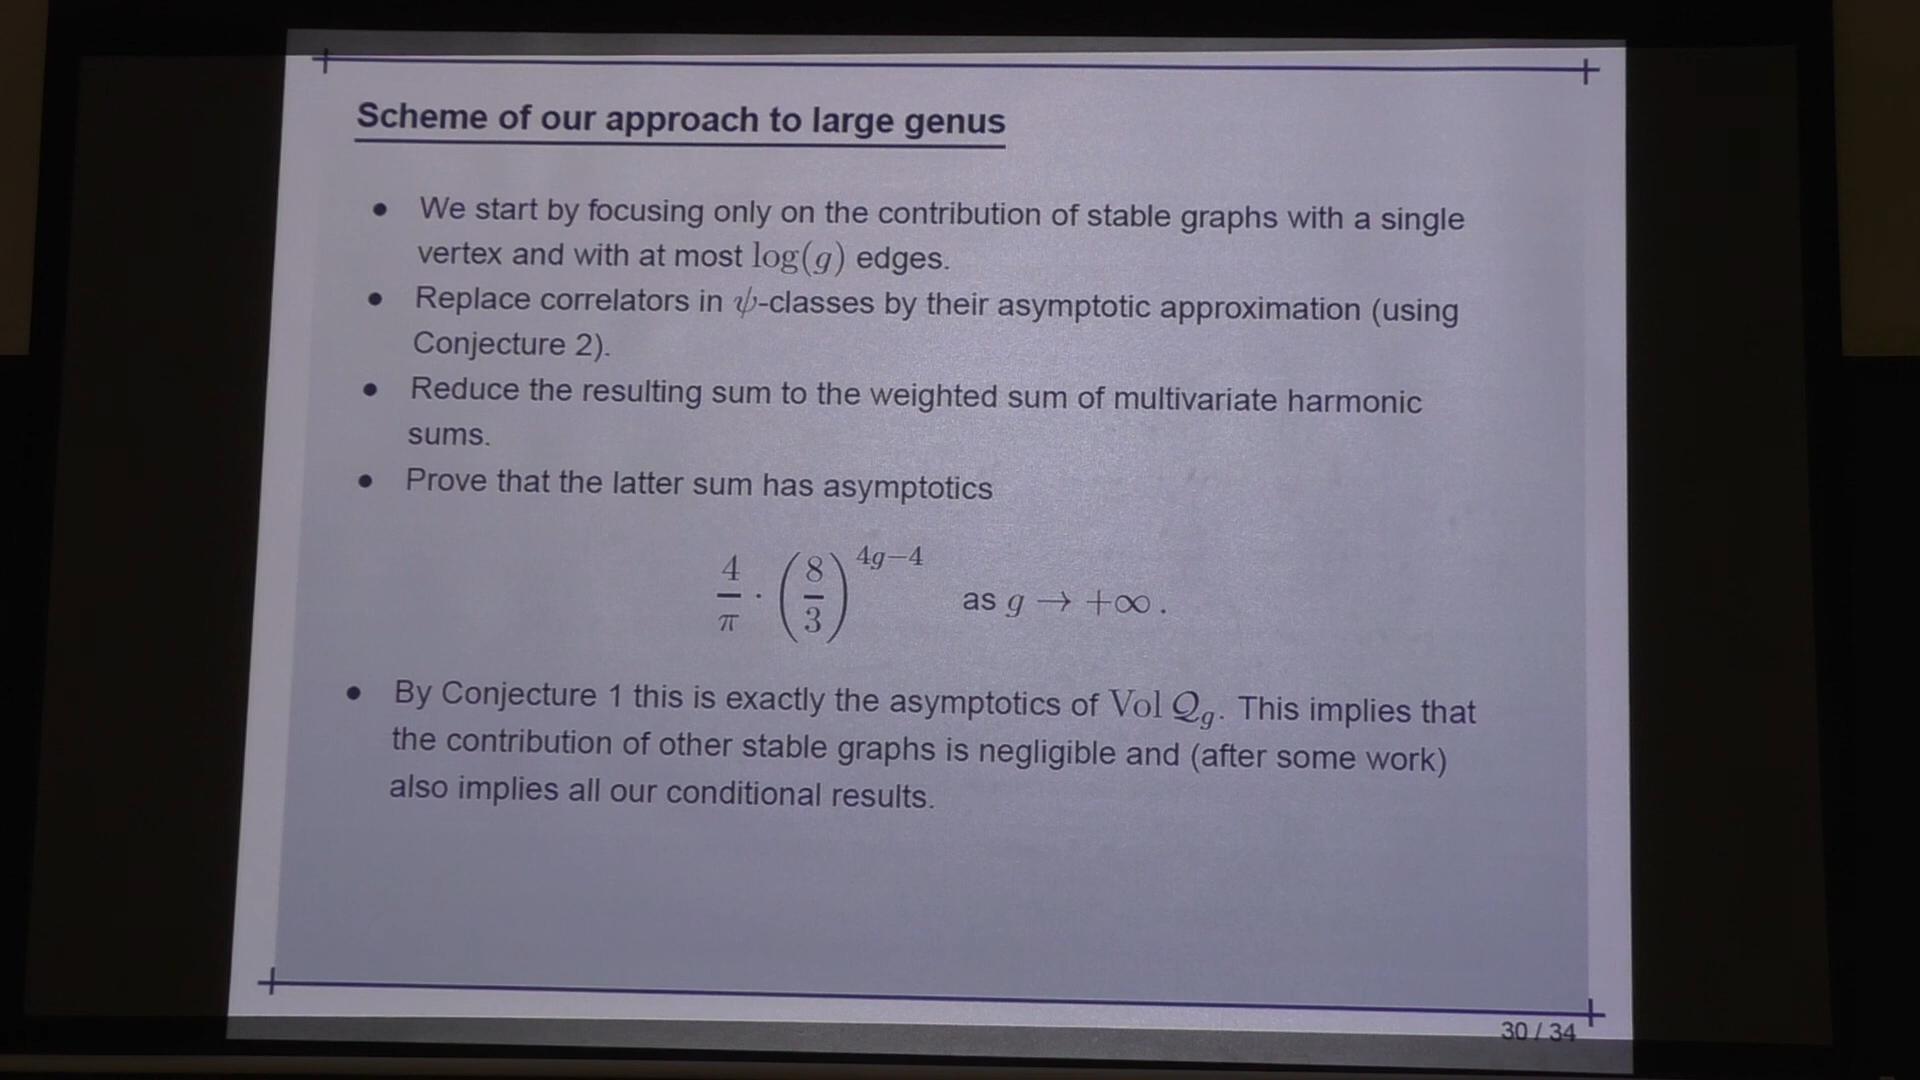 Scheme of our approach to large genus
• We start by focusing only on the contribution of stable graphs with a single
vertex and with at most log(g) edges.
• Replace correlators in ψ-classes by their asymptotic approximation (using
Conjecture 2).
• Reduce the resulting sum to the weighted sum of multivariate harmonic
sums.
• Prove that the latter sum has asymptotics
4/π · (8/3)^{4g−4} as g → +∞ .
• By Conjecture 1 this is exactly the asymptotics of Vol Q_g. This implies that
the contribution of other stable graphs is negligible and (after some work)
also implies all our conditional results.
30 / 34